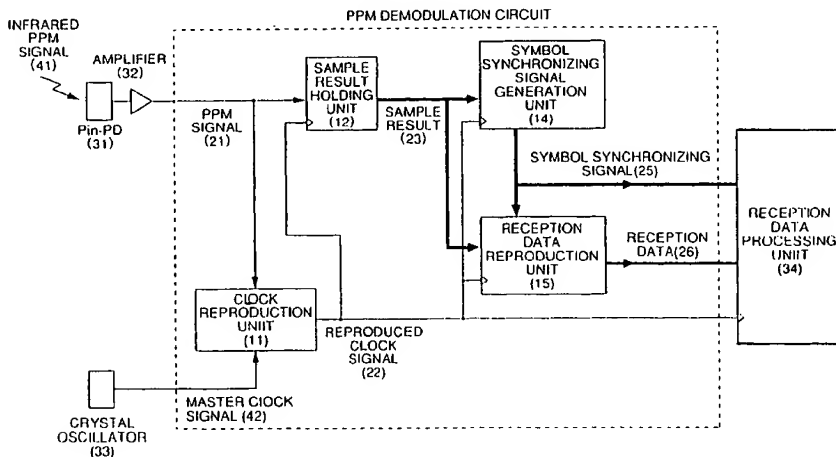 PPM DEMODULATION CIRCUIT
INFRARED
PPM
SIGNAL
(41)
AMPLIFIER
(32)
Pin-PD
(31)
PPM
SIGNAL
(21)
SAMPLE
RESULT
HOLDING
UNIT
(12)
SAMPLE
RESULT
(23)
SYMBOL
SYNCHRONIZING
SIGNAL
GENERATION
UNIT
(14)
SYMBOL SYNCHRONIZING
SIGNAL(25)
RECEPTION
DATA
REPRODUCTION
UNIT
(15)
RECEPTION
DATA(26)
RECEPTION
DATA
PROCESSING
UNIIT
(34)
CLOCK
REPRODUCTION
UNIIT
(11)
REPRODUCED
CLOCK
SIGNAL
(22)
MASTER CLOCK
SIGNAL (42)
CRYSTAL
OSCILLATOR
(33)